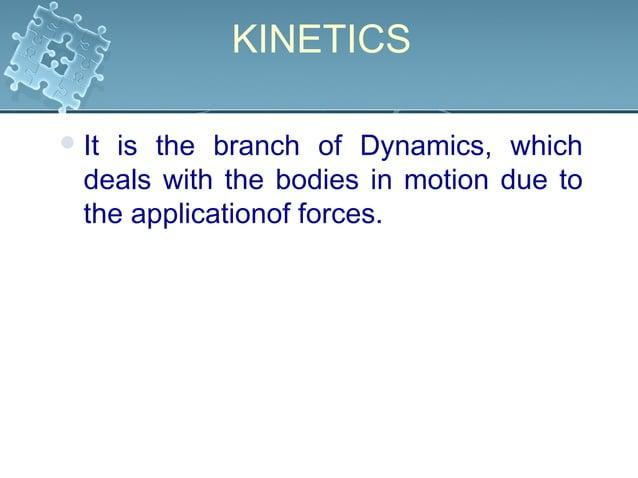 KINETICS
It is the branch of Dynamics, which
deals with the bodies in motion due to
the applicationof forces.